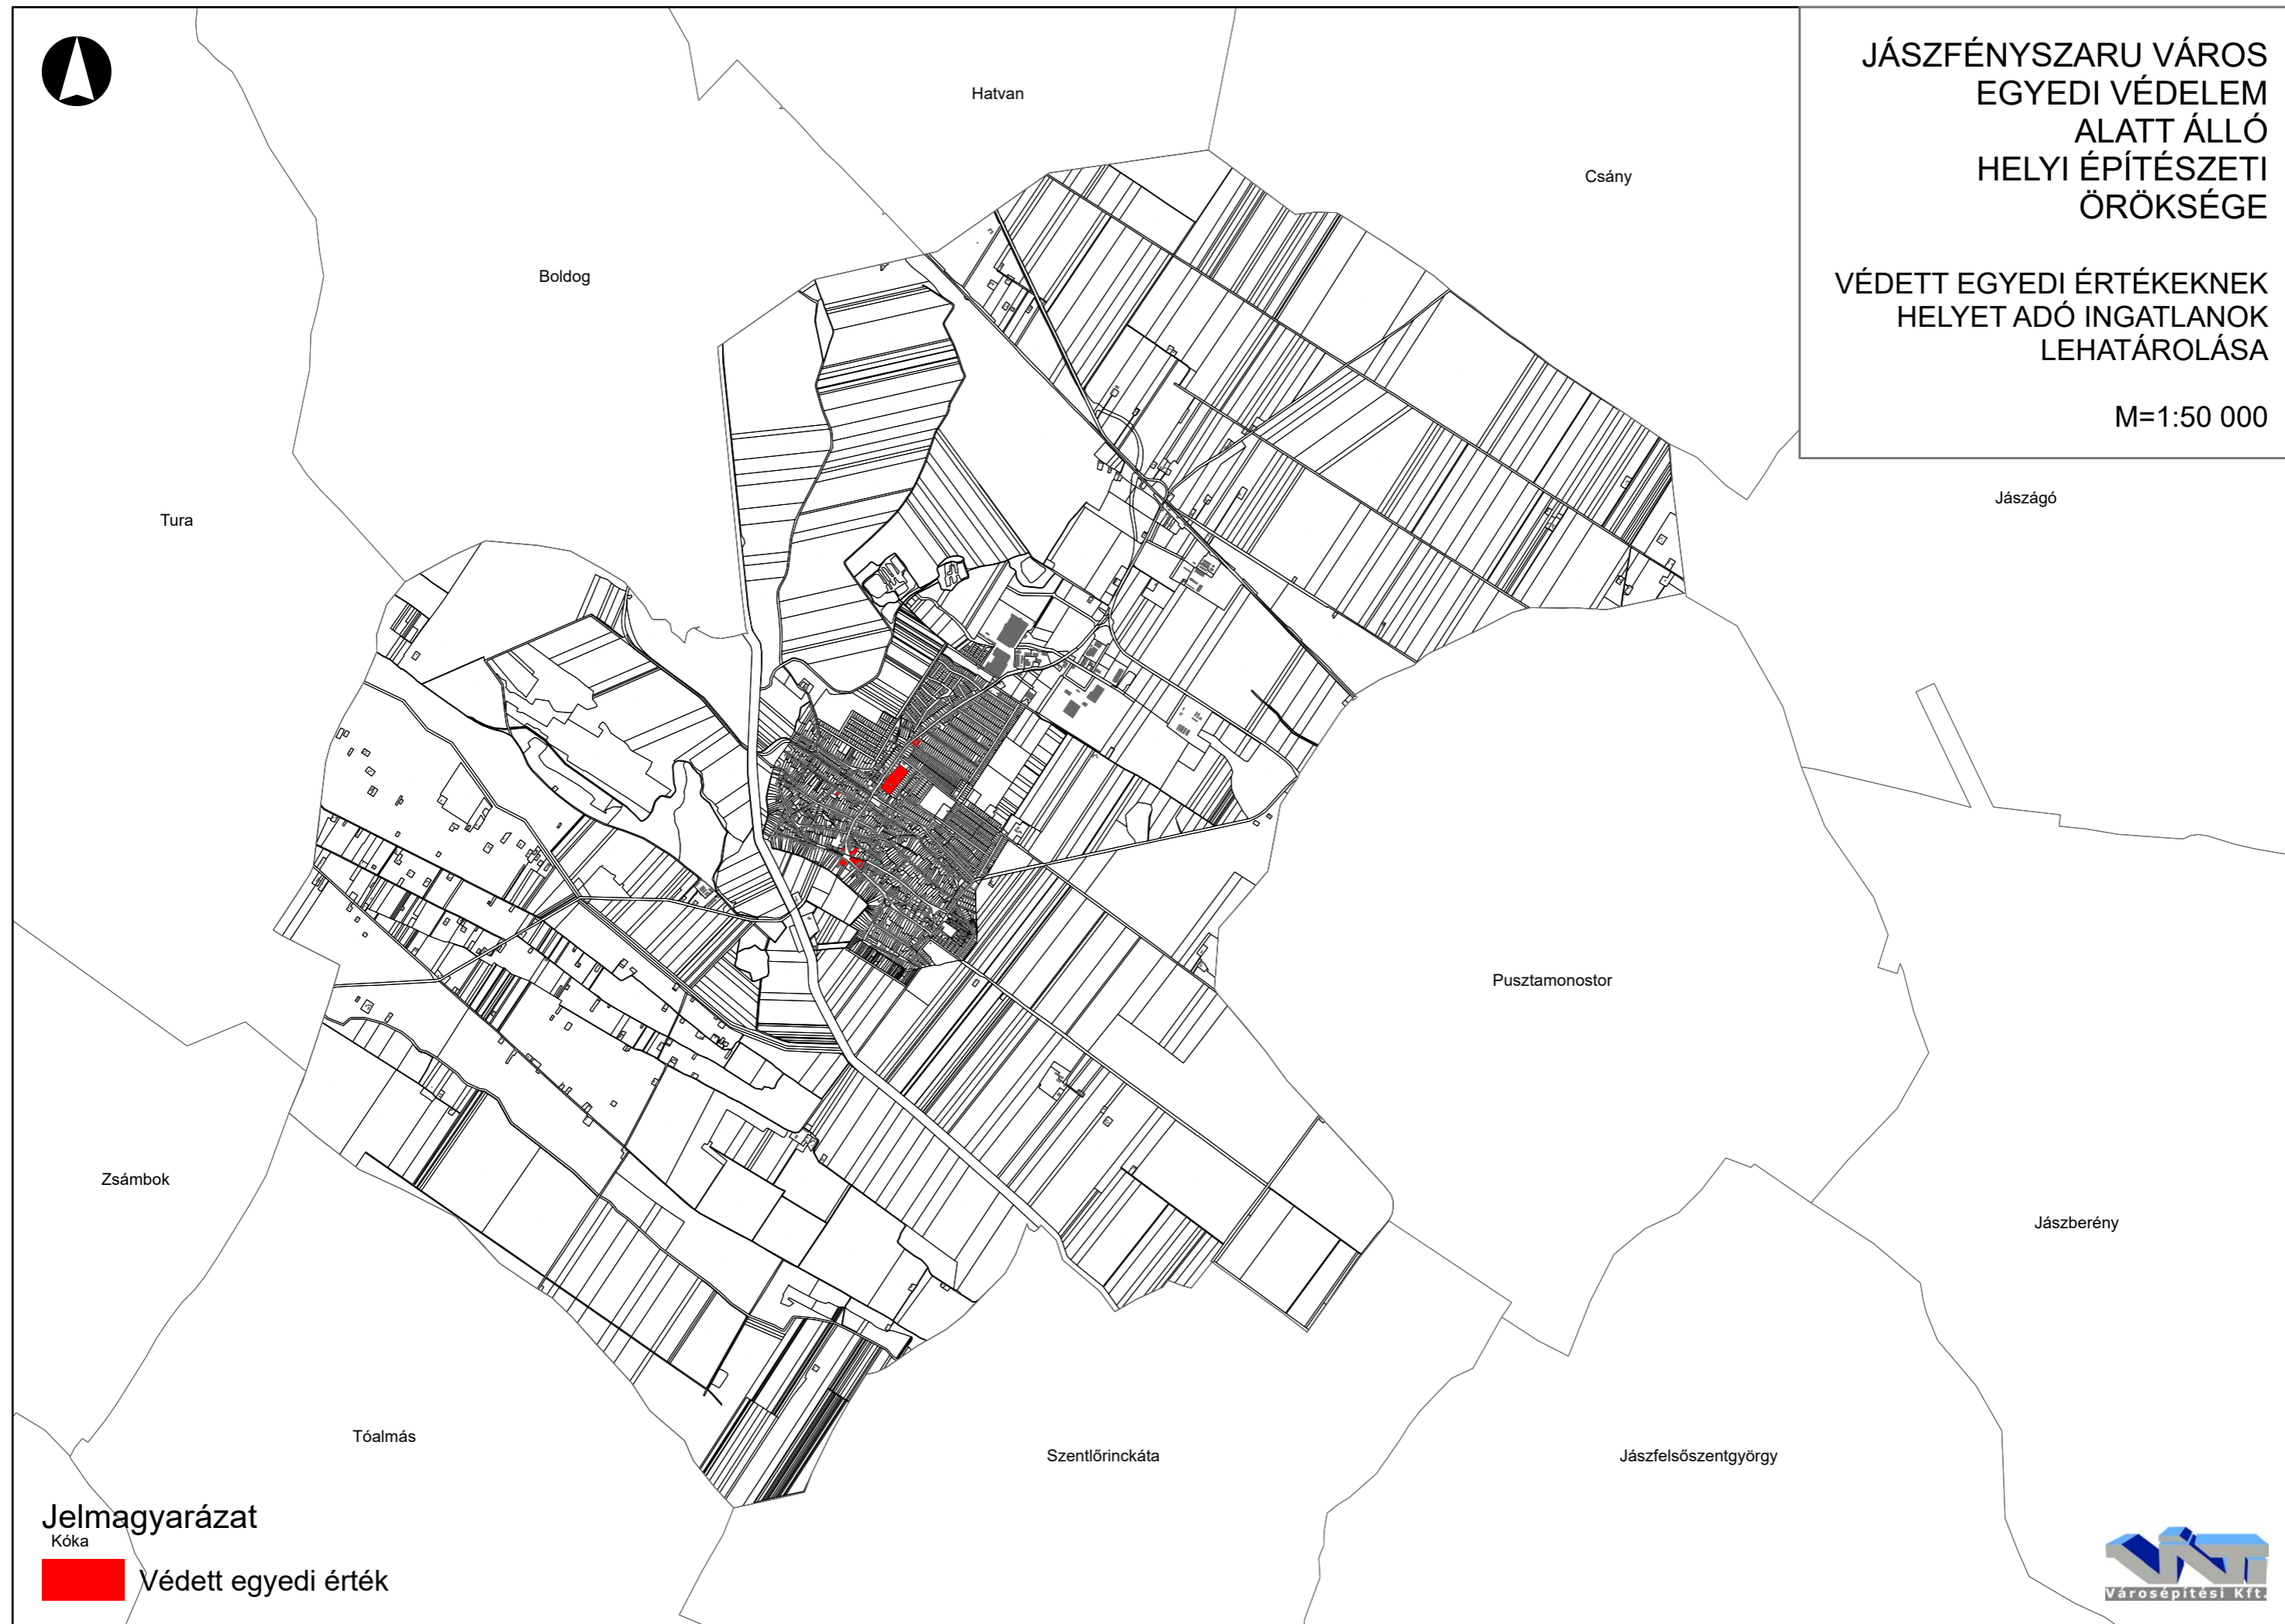 JÁSZFÉNYSZARU VÁROS
EGYEDI VÉDELEM
ALATT ÁLLÓ
HELYI ÉPÍTÉSZETI
ÖRÖKSÉGE
VÉDETT EGYEDI ÉRTÉKEKNEK
HELYET ADÓ INGATLANOK
LEHATÁROLÁSA
M=1:50 000
Hatvan
Csány
Boldog
Jászágó
Tura
Pusztamonostor
Zsámbok
Jászberény
Tóalmás
Szentlőrinckáta
Jászfelsőszentgyörgy
Jelmagyarázat
Kóka
Védett egyedi érték
VÁTI
Városépítési Kft.